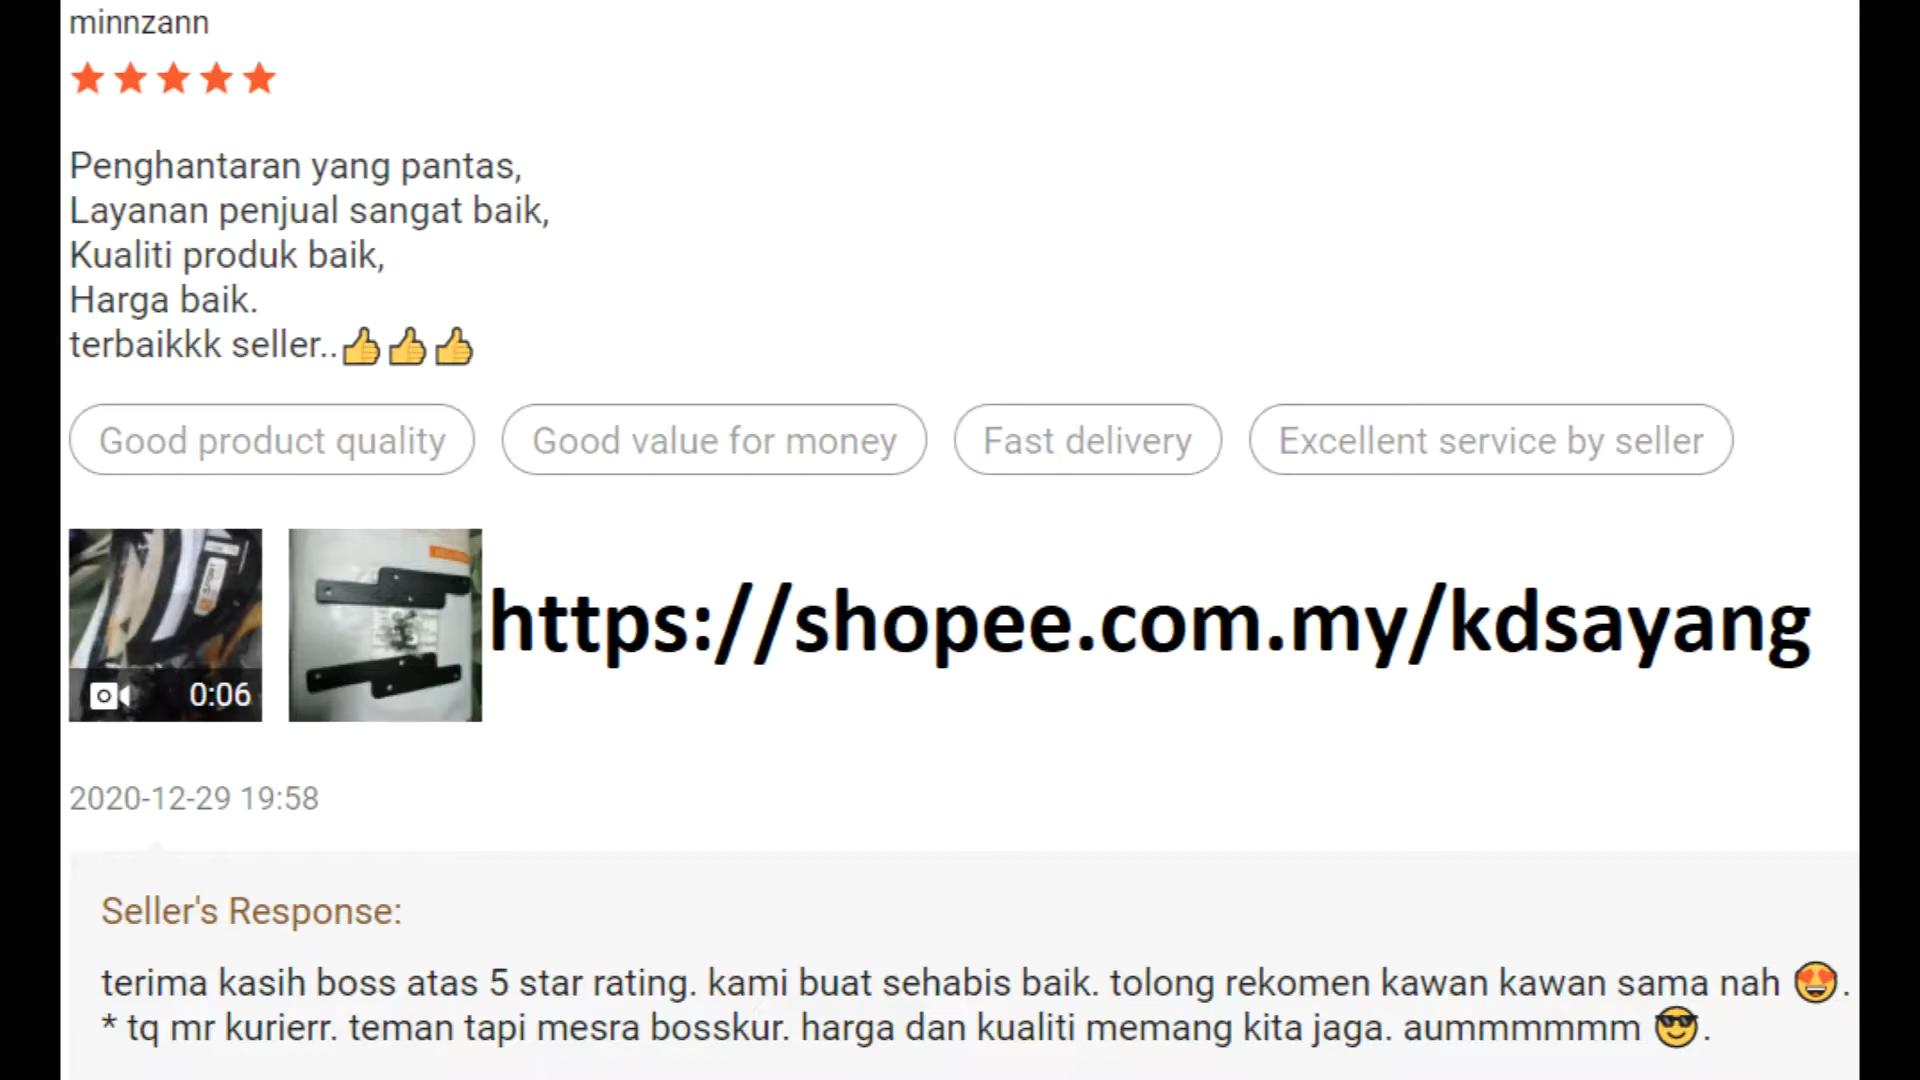 minnzann
Penghantaran yang pantas,
Layanan penjual sangat baik,
Kualiti produk baik,
Harga baik.
terbaikkk seller..👍👍👍
Good product quality
Good value for money
Fast delivery
Excellent service by seller
0:06
https://shopee.com.my/kdsayang
2020-12-29 19:58
Seller's Response:
terima kasih boss atas 5 star rating. kami buat sehabis baik. tolong rekomen kawan kawan sama nah 😍.
* tq mr kurierr. teman tapi mesra bosskur. harga dan kualiti memang kita jaga. aummmmmm 😎.